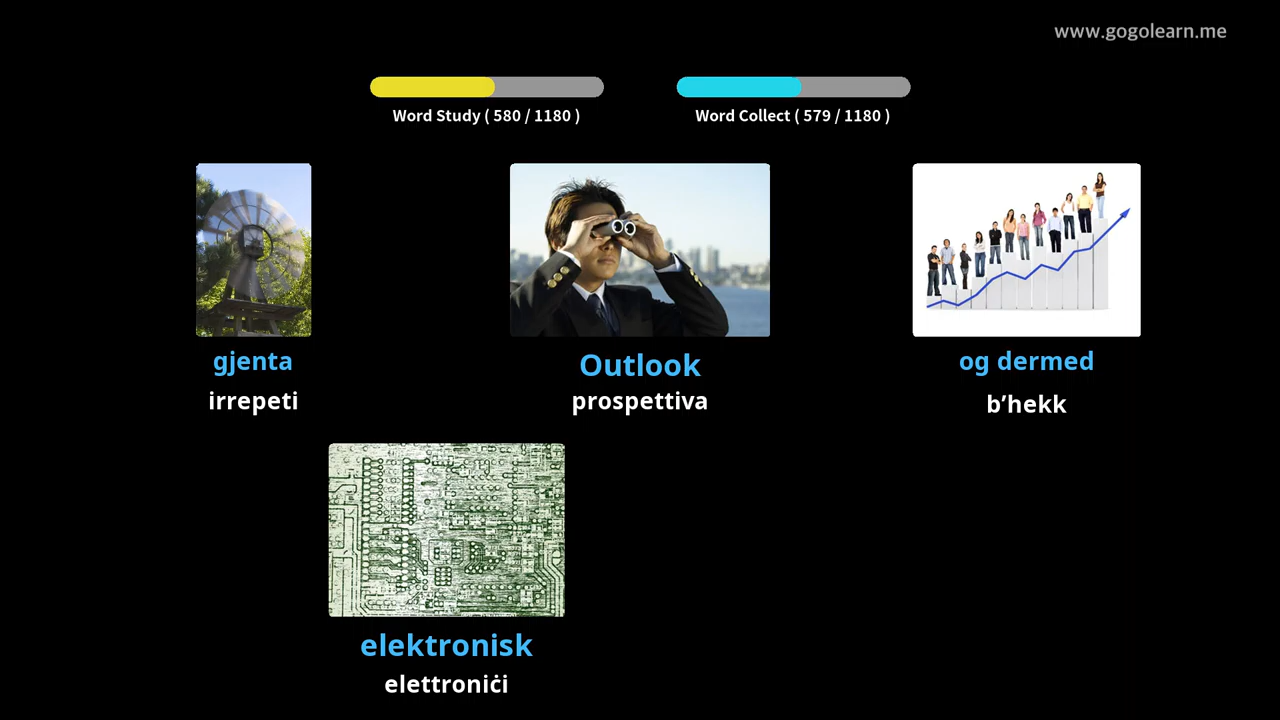 www.gogolearn.me
Word Study ( 580 / 1180 )
Word Collect ( 579 / 1180 )
gjenta
irrepeti
Outlook
prospettiva
og dermed
b’hekk
elektronisk
elettroniċi